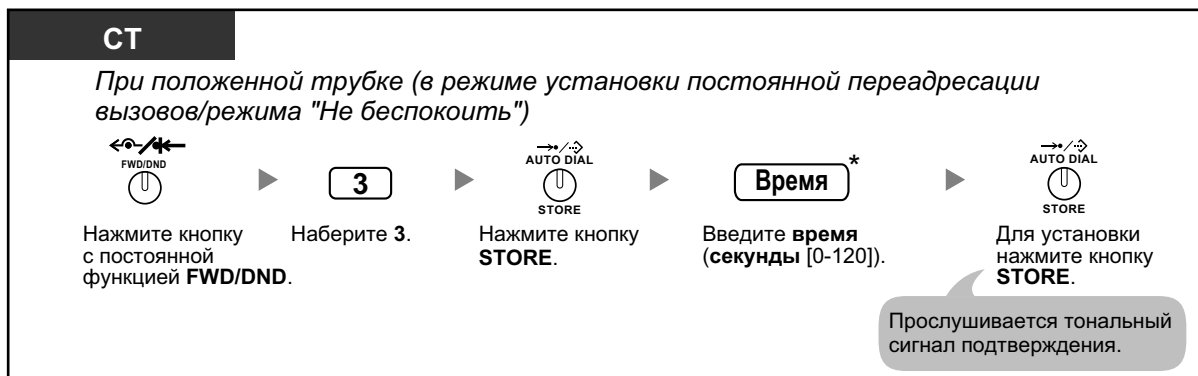 СТ
При положенной трубке (в режиме установки постоянной переадресации
вызовов/режима "Не беспокоить")
FWD/DND
3
AUTO DIAL
STORE
Время*
AUTO DIAL
STORE
Нажмите кнопку
с постоянной
функцией FWD/DND.
Наберите 3.
Нажмите кнопку
STORE.
Введите время
(секунды [0-120]).
Для установки
нажмите кнопку
STORE.
Прослушивается тональный
сигнал подтверждения.